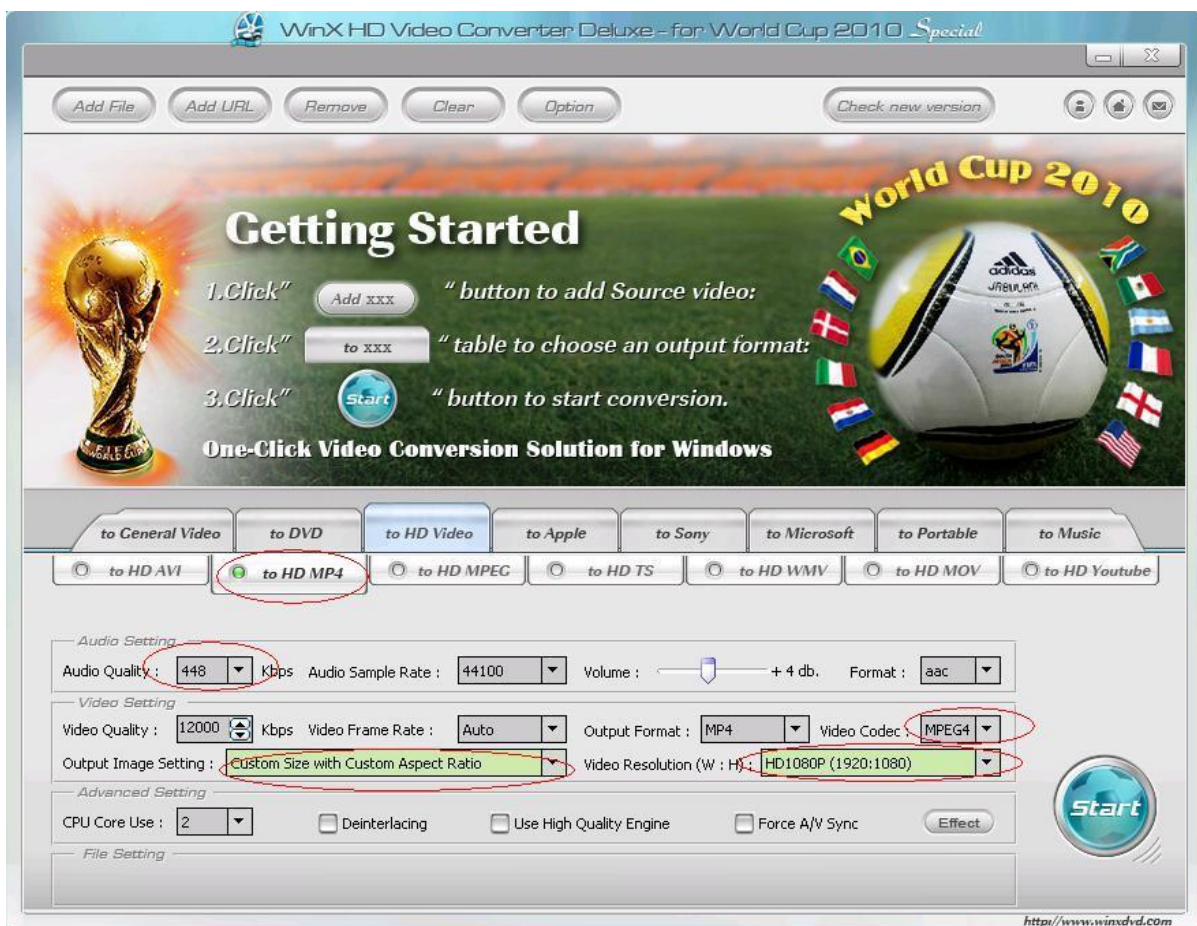 WinX HD Video Converter Deluxe - for World Cup 2010 Special
Add File Add URL Remove Clear Option Check new version
World Cup 2010
Getting Started
1.Click" Add xxx " button to add Source video:
2.Click" to xxx " table to choose an output format:
3.Click" Start " button to start conversion.
One-Click Video Conversion Solution for Windows
adidas
JABULANI
FIFA
WORLD CUP
to General Video to DVD to HD Video to Apple to Sony to Microsoft to Portable to Music
to HD AVI to HD MP4 to HD MPEG to HD TS to HD WMV to HD MOV to HD Youtube
Audio Setting
Audio Quality : 448 Kbps Audio Sample Rate : 44100 Volume : + 4 db. Format : aac
Video Setting
Video Quality : 12000 Kbps Video Frame Rate : Auto Output Format : MP4 Video Codec : MPEG4
Output Image Setting : Custom Size with Custom Aspect Ratio Video Resolution (W : H) : HD1080P (1920:1080)
Advanced Setting
CPU Core Use : 2 Deinterlacing Use High Quality Engine Force A/V Sync Effect
Start
File Setting
http://www.winxdvd.com